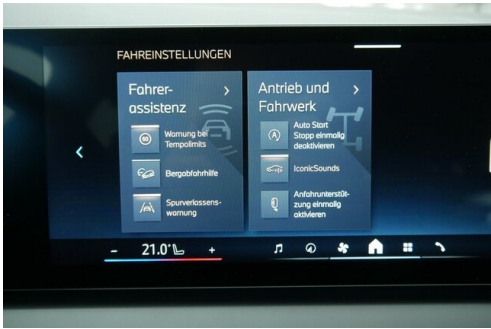 FAHREINSTELLUNGEN
Fahrer-
assistenz
Warnung bei
Tempolimits
Bergabfahrhilfe
Spurverlassens-
warnung
Antrieb und
Fahrwerk
Auto Start
Stopp einmalig
deaktivieren
IconicSounds
Anfahrunterstüt-
zung einmalig
aktivieren
- 21.0° +